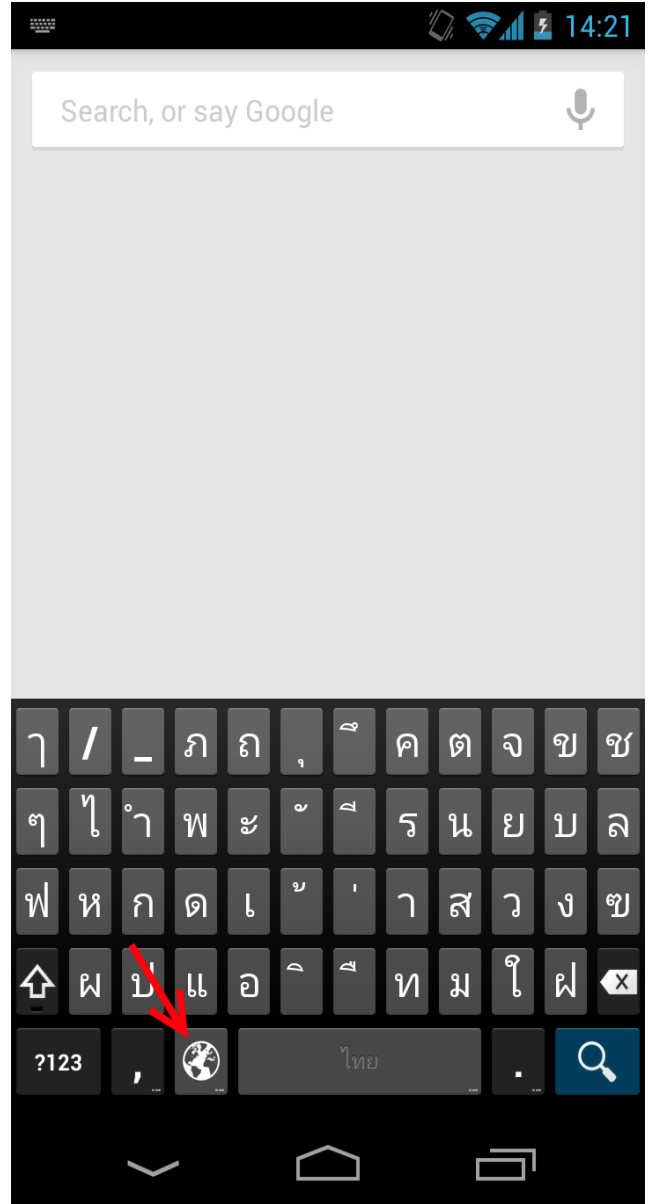 14:21
Search, or say Google
ๅ / _ ภ ถ ุ ึ ค ต จ ข ช
ๆ ไ ำ พ ะ ั ี ร น ย บ ล
ฟ ห ก ด เ ้ ่ า ส ว ง ฃ
ผ ป แ อ ิ ื ท ม ใ ฝ x
?123 , ไทย .